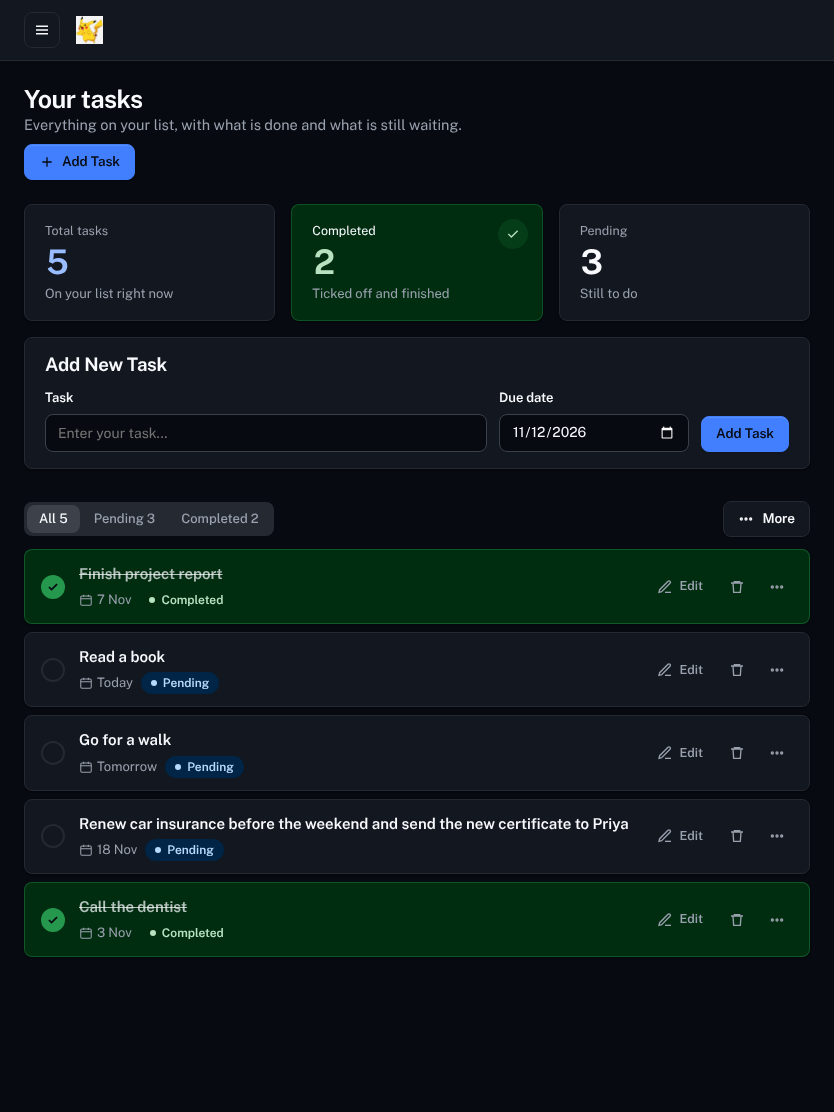 Your tasks
Everything on your list, with what is done and what is still waiting.
Add Task
Total tasks
5
On your list right now
Completed
2
Ticked off and finished
Pending
3
Still to do
Add New Task
Task
Due date
Enter your task...
11/12/2026
Add Task
All 5
Pending 3
Completed 2
More
Finish project report
7 Nov
Completed
Edit
Read a book
Today
Pending
Edit
Go for a walk
Tomorrow
Pending
Edit
Renew car insurance before the weekend and send the new certificate to Priya
18 Nov
Pending
Edit
Call the dentist
3 Nov
Completed
Edit